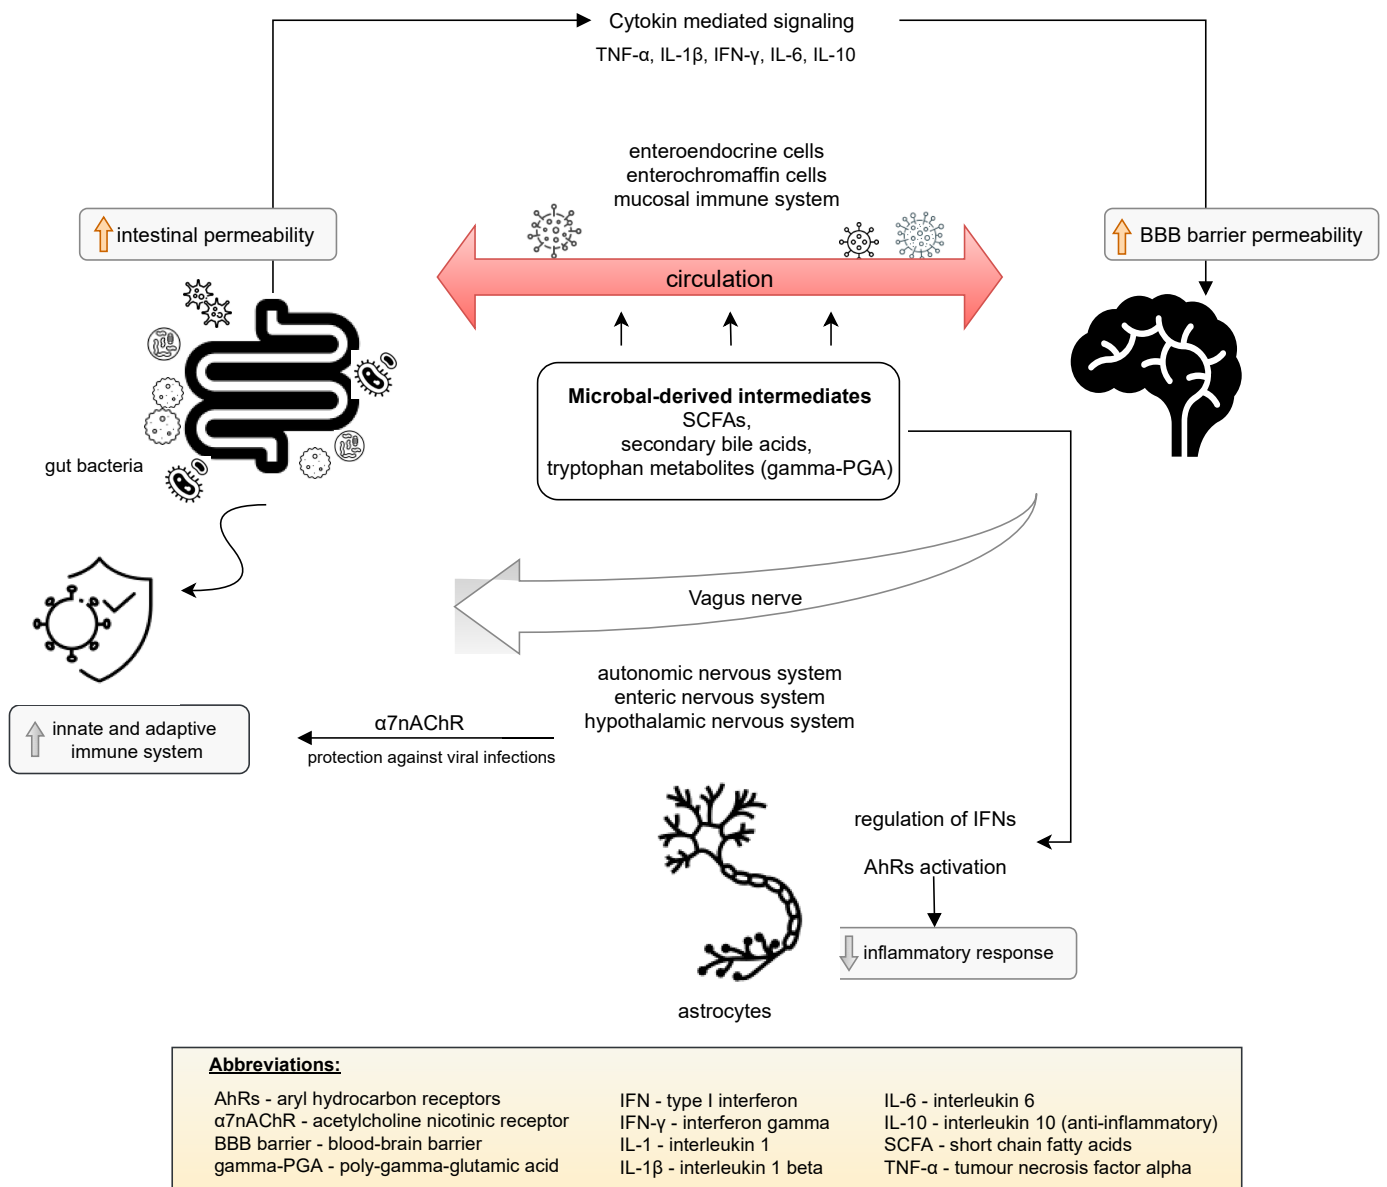 Cytokin mediated signaling
TNF-α, IL-1β, IFN-γ, IL-6, IL-10
enteroendocrine cells
enterochromaffin cells
mucosal immune system
intestinal permeability
BBB barrier permeability
circulation
Microbal-derived intermediates
SCFAs,
secondary bile acids,
tryptophan metabolites (gamma-PGA)
gut bacteria
Vagus nerve
autonomic nervous system
enteric nervous system
hypothalamic nervous system
α7nAChR
protection against viral infections
innate and adaptive
immune system
regulation of IFNs
AhRs activation
inflammatory response
astrocytes
Abbreviations:
AhRs - aryl hydrocarbon receptors
α7nAChR - acetylcholine nicotinic receptor
BBB barrier - blood-brain barrier
gamma-PGA - poly-gamma-glutamic acid
IFN - type I interferon
IFN-γ - interferon gamma
IL-1 - interleukin 1
IL-1β - interleukin 1 beta
IL-6 - interleukin 6
IL-10 - interleukin 10 (anti-inflammatory)
SCFA - short chain fatty acids
TNF-α - tumour necrosis factor alpha